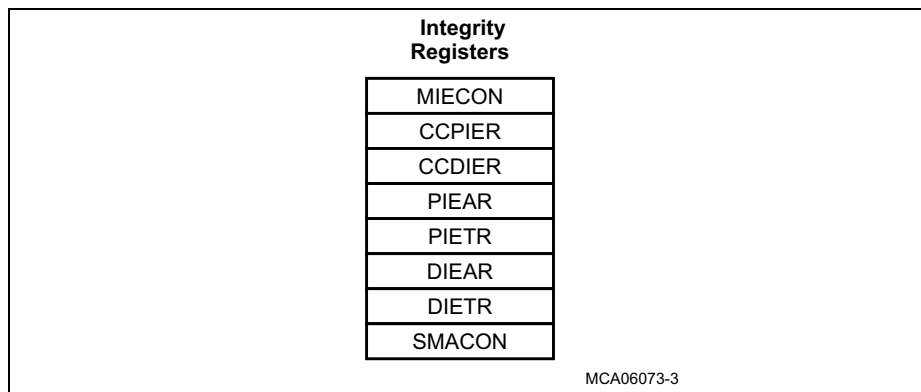 Integrity
Registers
MIECON
CCPIER
CCDIER
PIEAR
PIETR
DIEAR
DIETR
SMACON
MCA06073-3